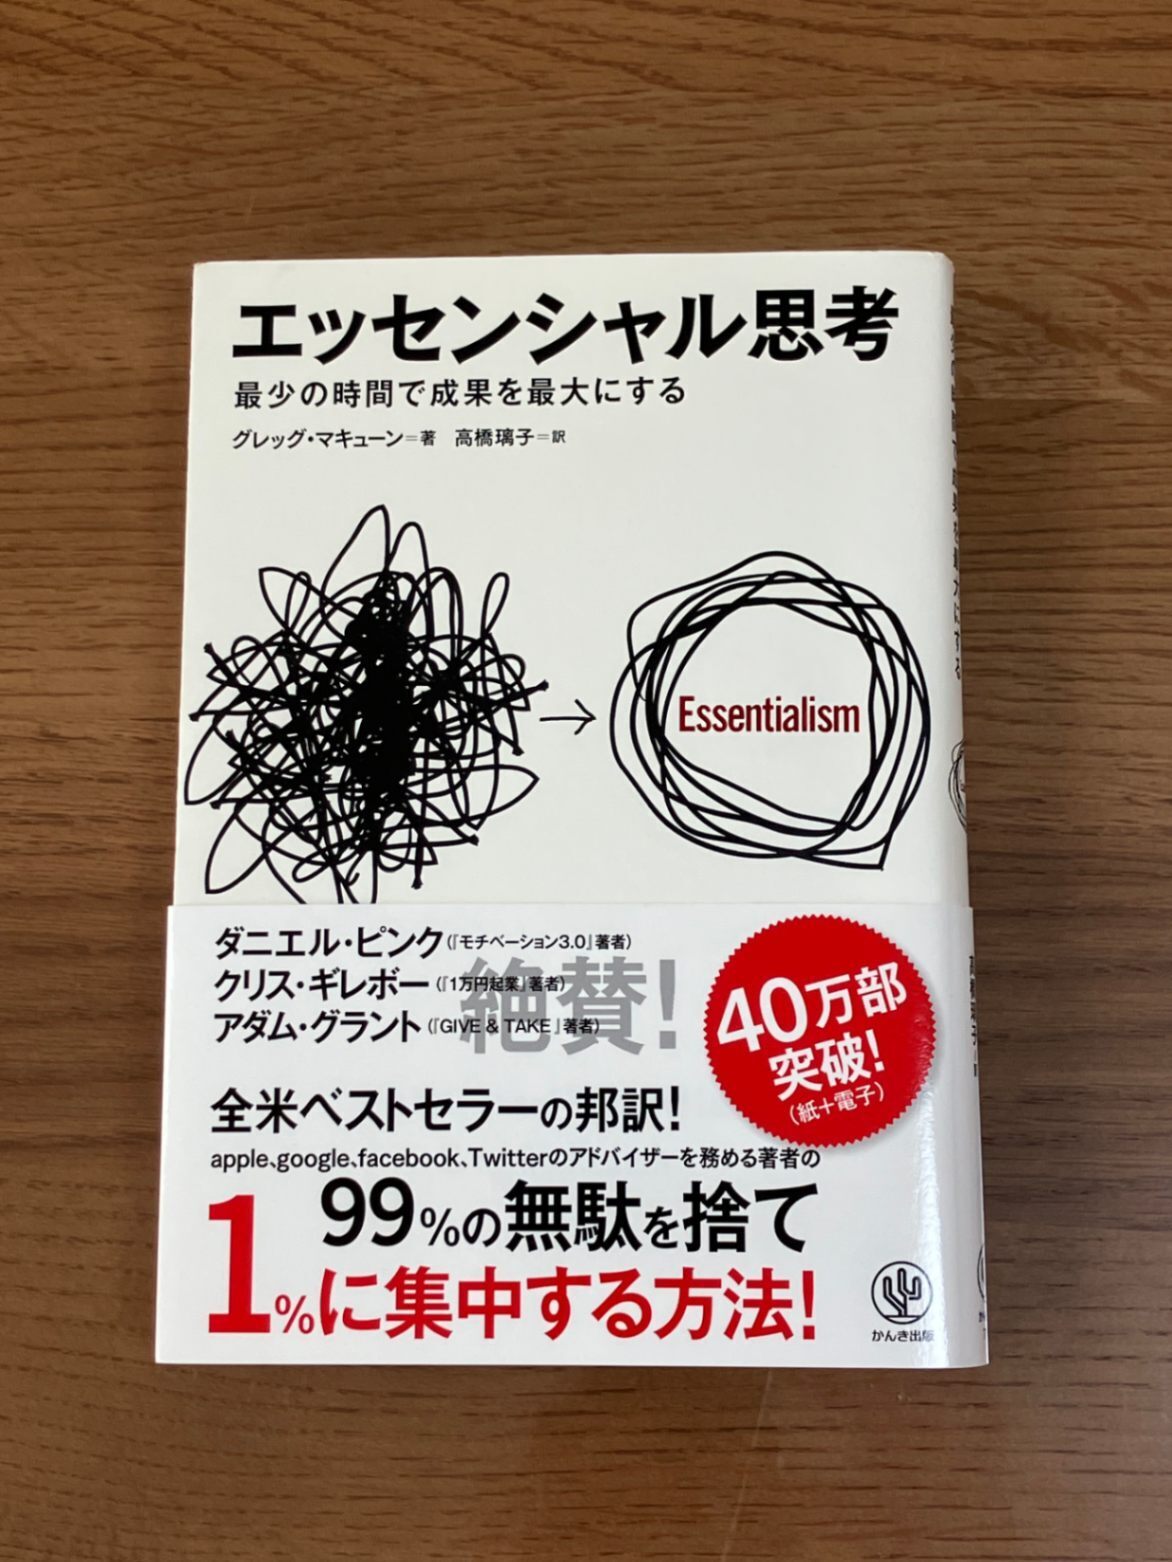 エッセンシャル思考
最少の時間で成果を最大にする
グレッグ・マキューン＝著　高橋璃子＝訳
Essentialism
ダニエル・ピンク(『モチベーション3.0』著者)
クリス・ギレボー(『1万円起業』著者)
アダム・グラント(『GIVE & TAKE』著者)
絶賛!
40万部
突破!
(紙+電子)
全米ベストセラーの邦訳!
apple、google、facebook、Twitterのアドバイザーを務める著者の
99%の無駄を捨て
1%に集中する方法!
かんき出版